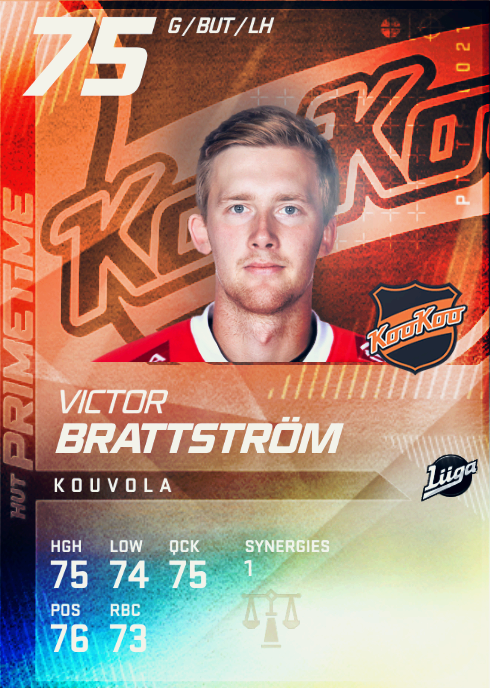 75 G / BUT / LH
KooKoo
KooKoo
HUT PRIMETIME
VICTOR
BRATTSTRÖM
KOUVOLA
Liiga
HGH LOW QCK SYNERGIES
75 74 75 1
POS RBC
76 73